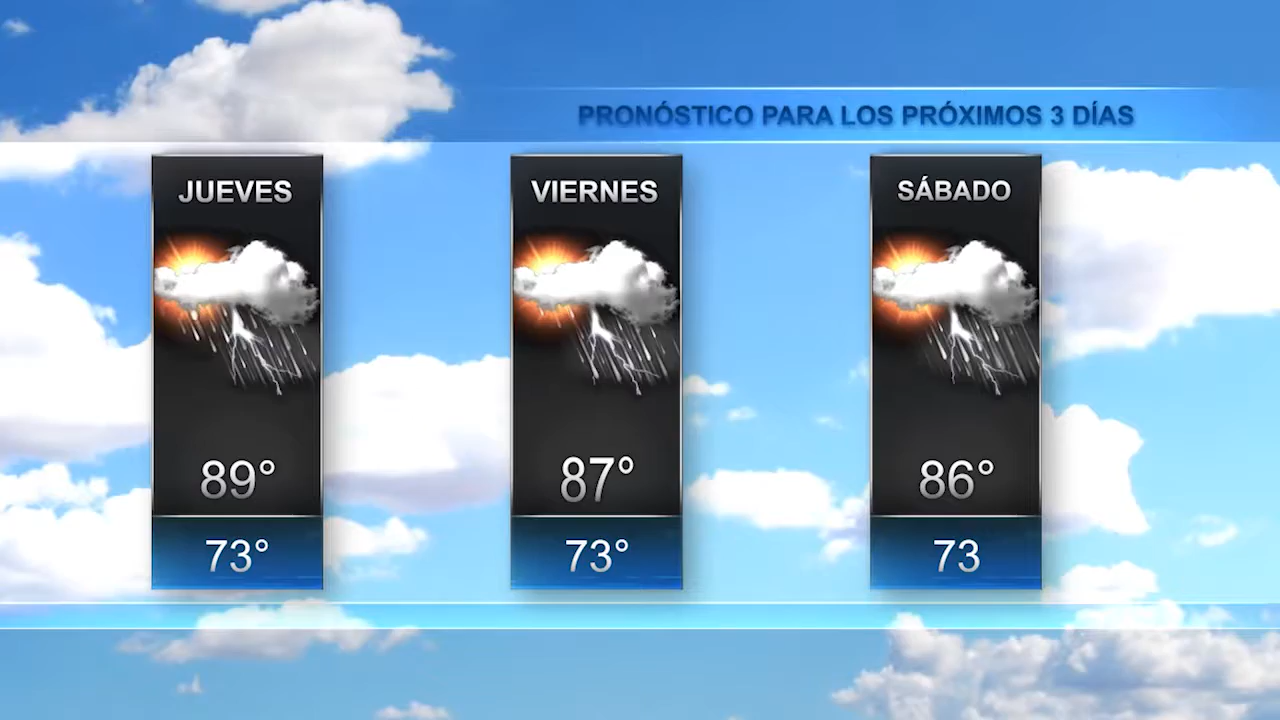 PRONÓSTICO PARA LOS PRÓXIMOS 3 DÍAS
JUEVES
89°
73°
VIERNES
87°
73°
SÁBADO
86°
73